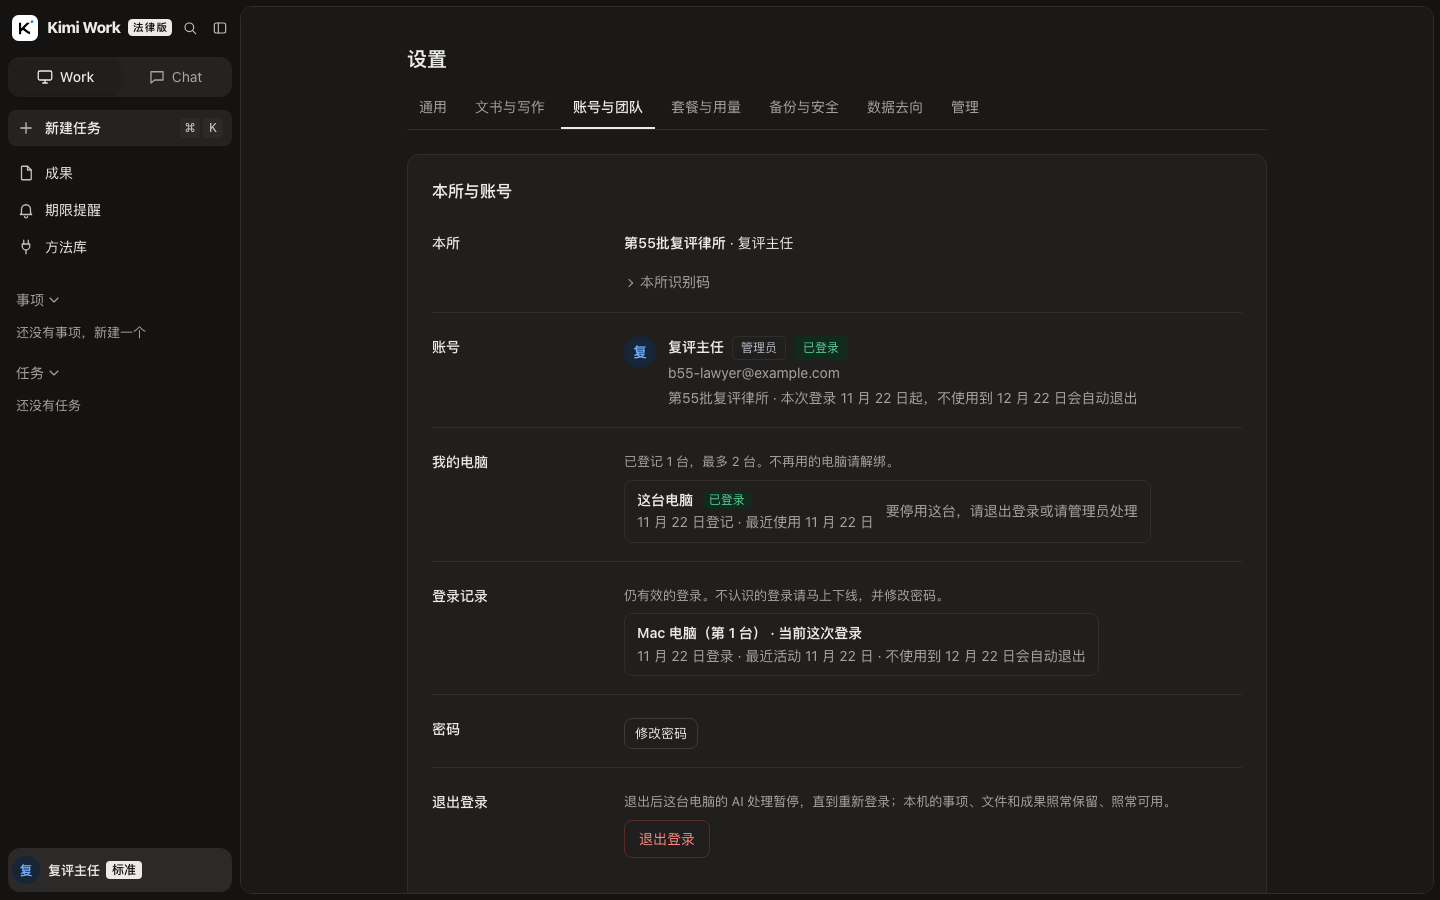 Kimi Work 法律版
Work Chat
新建任务 ⌘ K
成果
期限提醒
方法库
事项
还没有事项，新建一个
任务
还没有任务
复 复评主任 标准
设置
通用 文书与写作 账号与团队 套餐与用量 备份与安全 数据去向 管理
本所与账号
本所 第55批复评律所 · 复评主任
本所识别码
账号 复 复评主任 管理员 已登录
b55-lawyer@example.com
第55批复评律所 · 本次登录 11 月 22 日起，不使用到 12 月 22 日会自动退出
我的电脑 已登记 1 台，最多 2 台。不再用的电脑请解绑。
这台电脑 已登录
11 月 22 日登记 · 最近使用 11 月 22 日 要停用这台，请退出登录或请管理员处理
登录记录 仍有效的登录。不认识的登录请马上下线，并修改密码。
Mac 电脑（第 1 台） · 当前这次登录
11 月 22 日登录 · 最近活动 11 月 22 日 · 不使用到 12 月 22 日会自动退出
密码 修改密码
退出登录 退出后这台电脑的 AI 处理暂停，直到重新登录；本机的事项、文件和成果照常保留、照常可用。
退出登录